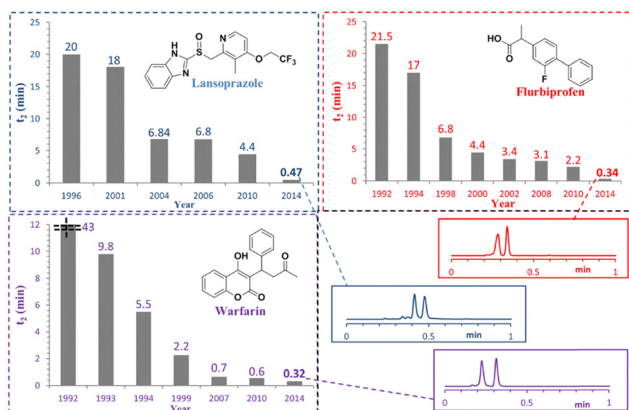 t₂ (min)
25
20
15
10
5
0
20
18
6.84
6.8
4.4
0.47
1996
2001
2004
2006
2010
2014
Year
NH
N
O
S
N
O
CF₃
Lansoprazole
t₂ (min)
25
20
15
10
5
0
21.5
17
6.8
4.4
3.4
3.1
2.2
0.34
1992
1994
1998
2000
2002
2008
2010
2014
Year
HO
O
F
Flurbiprofen
t₂ (min)
12
10
8
6
4
2
0
43
9.8
5.5
2.2
0.7
0.6
0.32
1992
1993
1994
1999
2007
2010
2014
Year
OH
O
O
O
Warfarin
0 0.5 min 1
0 0.5 min 1
0 0.5 min 1